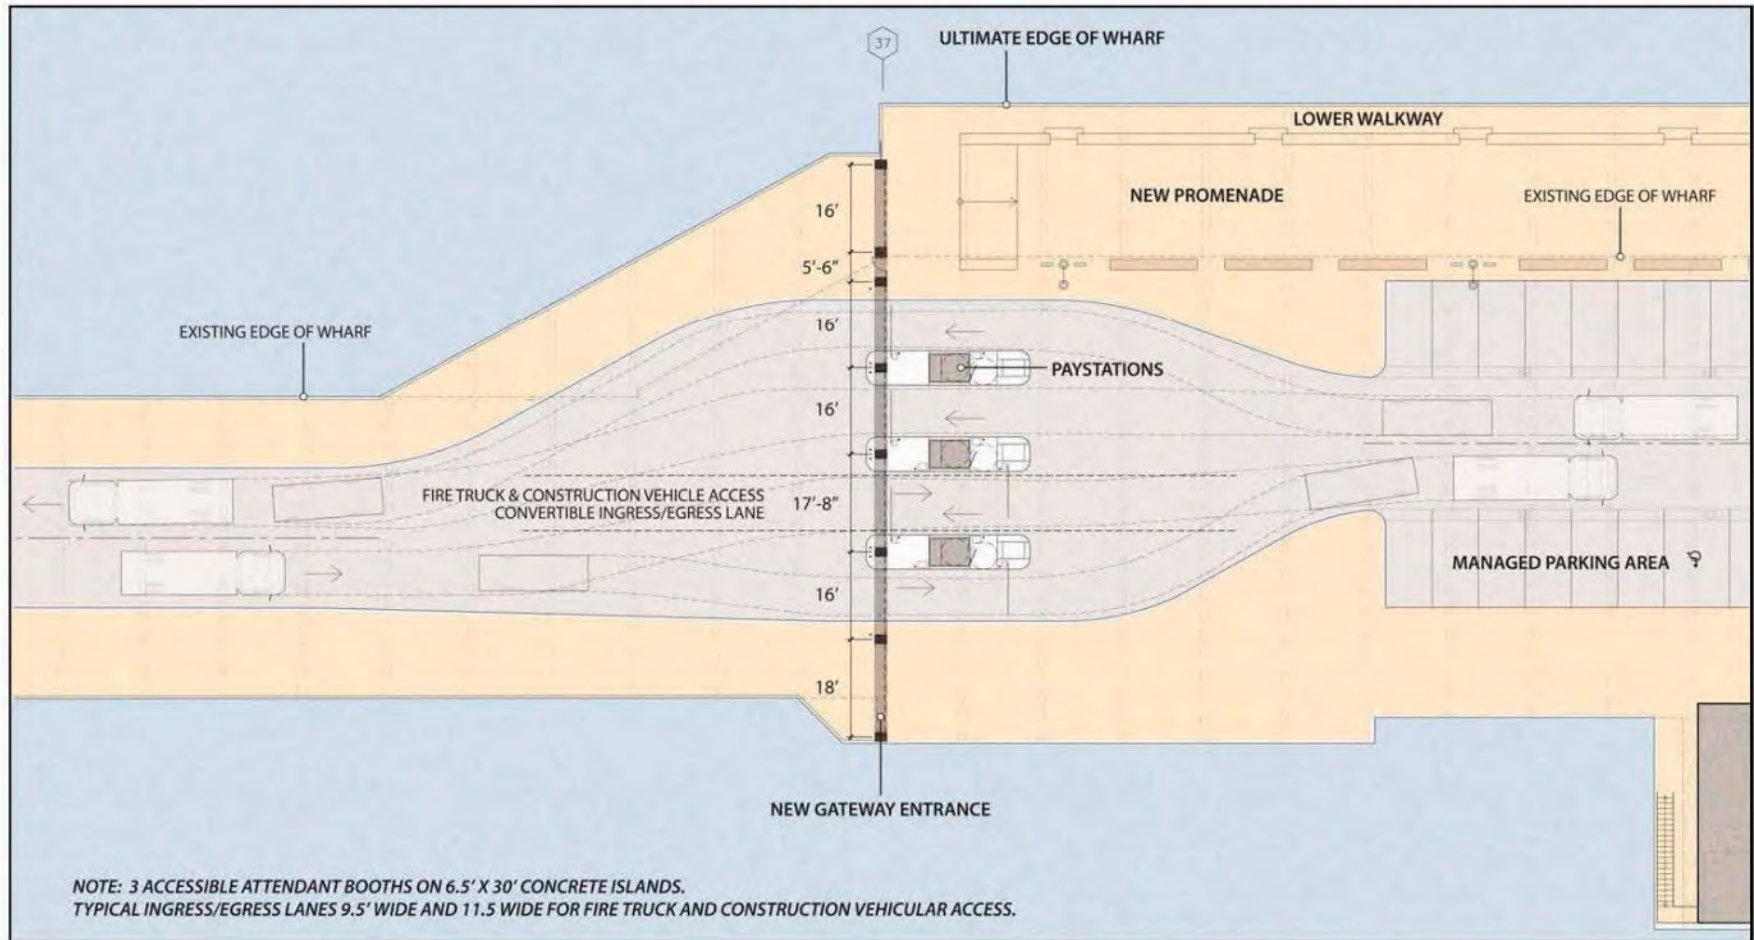 37
ULTIMATE EDGE OF WHARF
LOWER WALKWAY
16'
NEW PROMENADE
EXISTING EDGE OF WHARF
5'-6"
EXISTING EDGE OF WHARF
16'
PAYSTATIONS
16'
FIRE TRUCK & CONSTRUCTION VEHICLE ACCESS
CONVERTIBLE INGRESS/EGRESS LANE
17'-8"
MANAGED PARKING AREA
16'
18'
NEW GATEWAY ENTRANCE
NOTE: 3 ACCESSIBLE ATTENDANT BOOTHS ON 6.5' X 30' CONCRETE ISLANDS.
TYPICAL INGRESS/EGRESS LANES 9.5' WIDE AND 11.5 WIDE FOR FIRE TRUCK AND CONSTRUCTION VEHICULAR ACCESS.